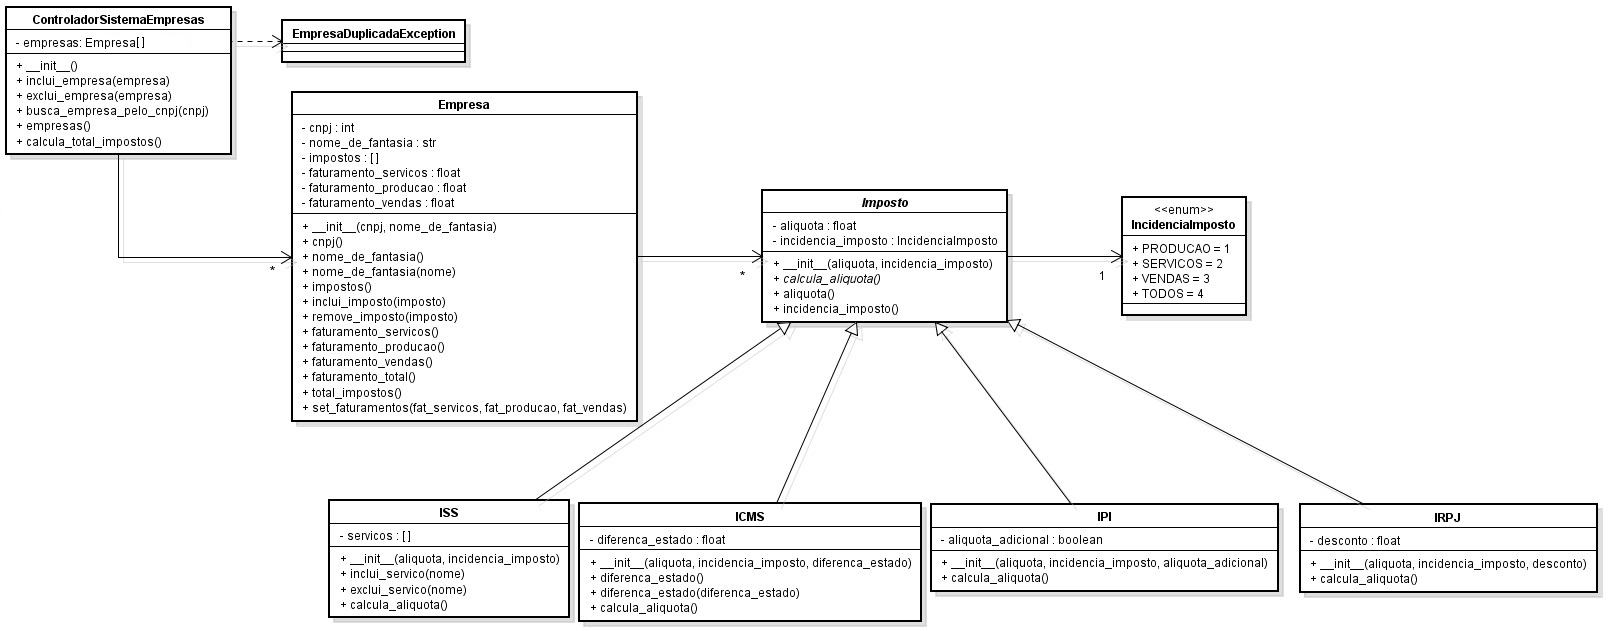 ControladorSistemaEmpresas
- empresas: Empresa[ ]
+ __init__()
+ inclui_empresa(empresa)
+ exclui_empresa(empresa)
+ busca_empresa_pelo_cnpj(cnpj)
+ empresas()
+ calcula_total_impostos()
EmpresaDuplicadaException
Empresa
- cnpj : int
- nome_de_fantasia : str
- impostos : [ ]
- faturamento_servicos : float
- faturamento_producao : float
- faturamento_vendas : float
+ __init__(cnpj, nome_de_fantasia)
+ cnpj()
+ nome_de_fantasia()
+ nome_de_fantasia(nome)
+ impostos()
+ inclui_imposto(imposto)
+ remove_imposto(imposto)
+ faturamento_servicos()
+ faturamento_producao()
+ faturamento_vendas()
+ faturamento_total()
+ total_impostos()
+ set_faturamentos(fat_servicos, fat_producao, fat_vendas)
*
*
Imposto
- aliquota : float
- incidencia_imposto : IncidenciaImposto
+ __init__(aliquota, incidencia_imposto)
+ calcula_aliquota()
+ aliquota()
+ incidencia_imposto()
1
<<enum>>
IncidenciaImposto
+ PRODUCAO = 1
+ SERVICOS = 2
+ VENDAS = 3
+ TODOS = 4
ISS
- servicos : [ ]
+ __init__(aliquota, incidencia_imposto)
+ inclui_servico(nome)
+ exclui_servico(nome)
+ calcula_aliquota()
ICMS
- diferenca_estado : float
+ __init__(aliquota, incidencia_imposto, diferenca_estado)
+ diferenca_estado()
+ diferenca_estado(diferenca_estado)
+ calcula_aliquota()
IPI
- aliquota_adicional : boolean
+ __init__(aliquota, incidencia_imposto, aliquota_adicional)
+ calcula_aliquota()
IRPJ
- desconto : float
+ __init__(aliquota, incidencia_imposto, desconto)
+ calcula_aliquota()